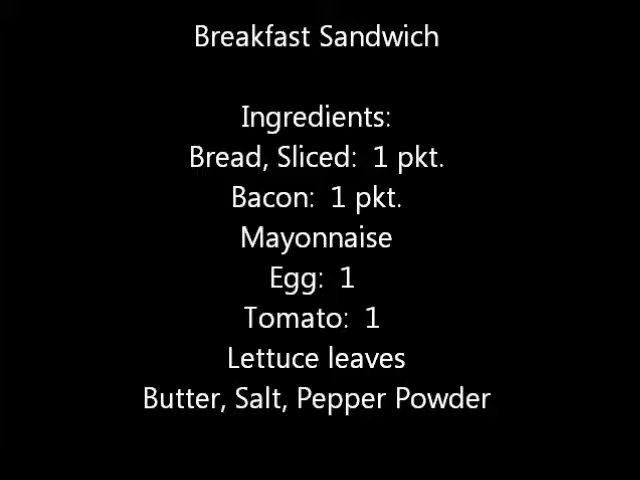 Breakfast Sandwich
Ingredients:
Bread, Sliced:  1 pkt.
Bacon:  1 pkt.
Mayonnaise
Egg:  1
Tomato:  1
Lettuce leaves
Butter, Salt, Pepper Powder